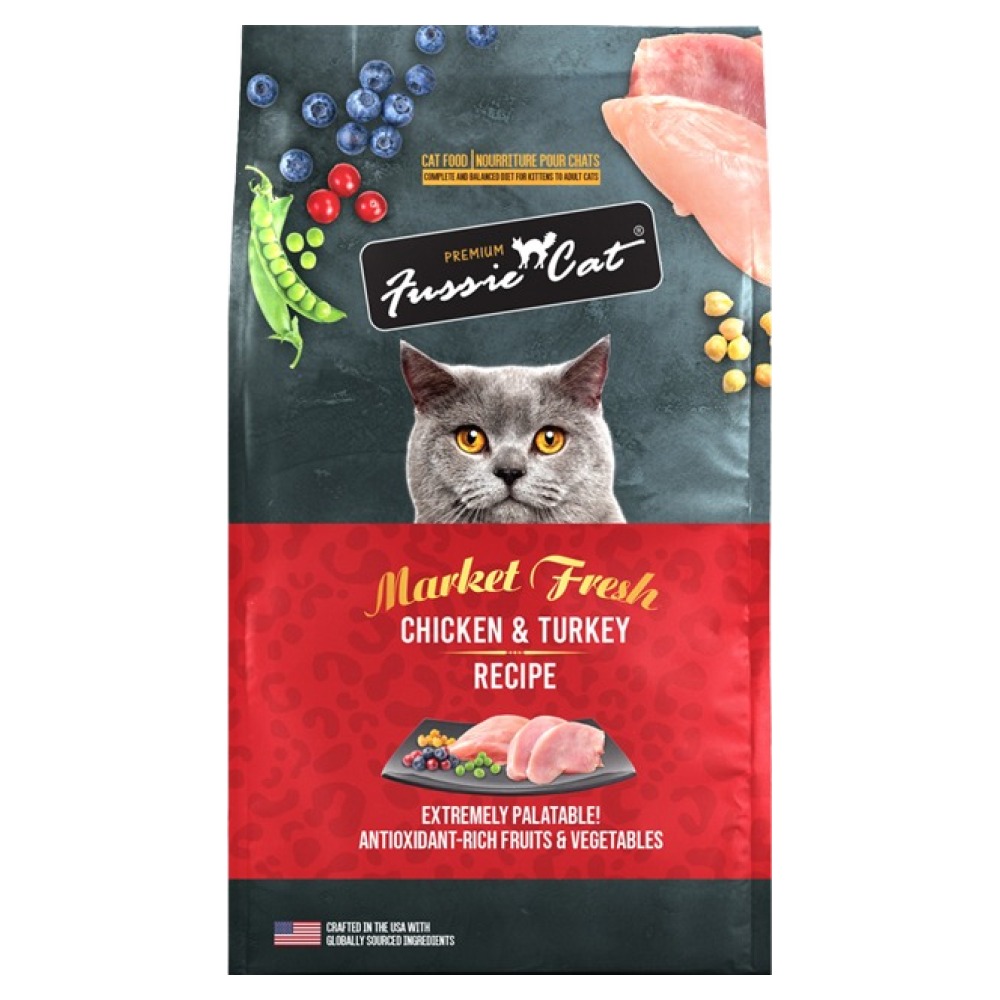 CAT FOOD | NOURRITURE POUR CHATS
COMPLETE AND BALANCED DIET FOR KITTENS TO ADULT CATS
PREMIUM
Fussie Cat®
Market Fresh
CHICKEN & TURKEY
RECIPE
EXTREMELY PALATABLE!
ANTIOXIDANT-RICH FRUITS & VEGETABLES
CRAFTED IN THE USA WITH
GLOBALLY SOURCED INGREDIENTS